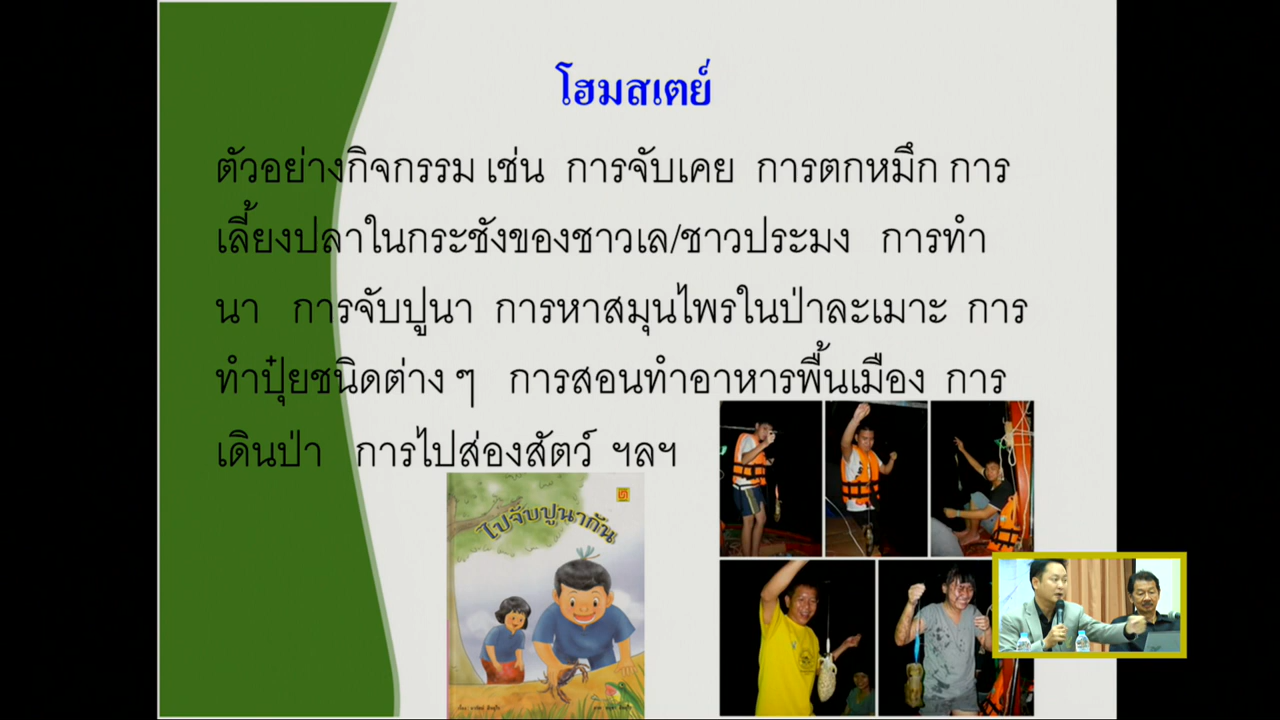 โฮมสเตย์
ตัวอย่างกิจกรรม เช่น การจับเคย การตกหมึก การ
เลี้ยงปลาในกระชังของชาวเล/ชาวประมง การทำ
นา การจับปูนา การหาสมุนไพรในป่าละเมาะ การ
ทำปุ๋ยชนิดต่าง ๆ การสอนทำอาหารพื้นเมือง การ
เดินป่า การไปส่องสัตว์ ฯลฯ
ไปจับปูนากัน